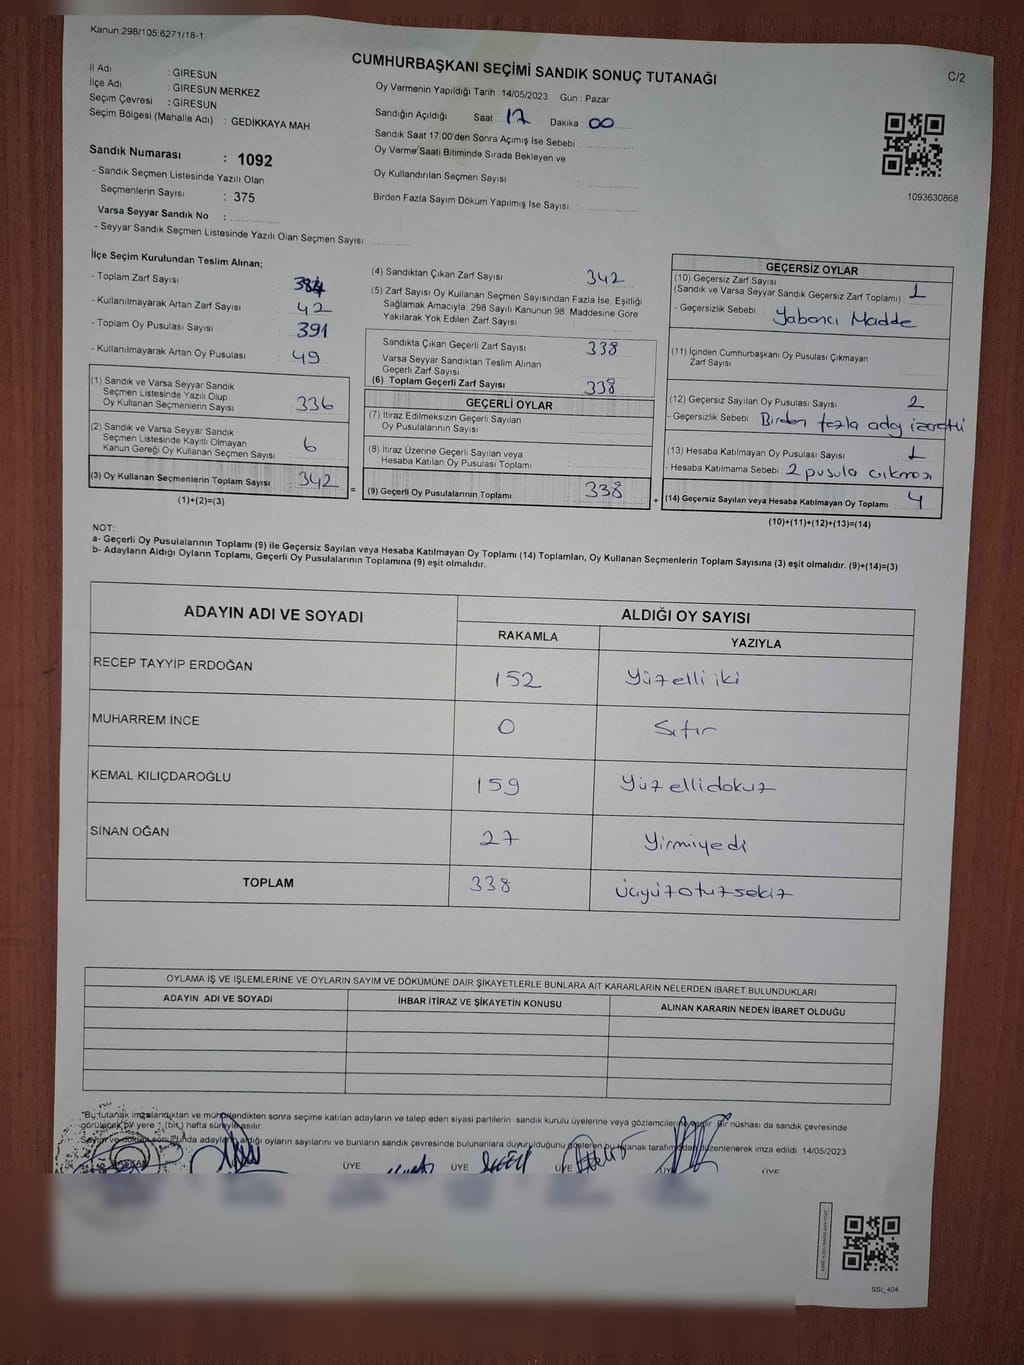 Kanun:298/105,6271/18-1
CUMHURBAŞKANI SEÇİMİ SANDIK SONUÇ TUTANAĞI
C/2
İl Adı : GİRESUN
İlçe Adı : GİRESUN MERKEZ
Seçim Çevresi : GİRESUN
Seçim Bölgesi (Mahalle Adı) : GEDİKKAYA MAH.
Sandık Numarası : 1092
- Sandık Seçmen Listesinde Yazılı Olan
Seçmenlerin Sayısı : 375
Varsa Seyyar Sandık No :
- Seyyar Sandık Seçmen Listesinde Yazılı Olan Seçmen Sayısı:
Oy Vermenin Yapıldığı Tarih :14/05/2023 Gün : Pazar
Sandığın Açıldığı Saat 17 Dakika : 00
Sandık Saat 17:00'den Sonra Açımış İse Sebebi :
Oy Verme Saati Bitiminde Sırada Bekleyen ve
Oy Kullandırılan Seçmen Sayısı :
Birden Fazla Sayım Döküm Yapılmış İse Sayısı :
1093630868
İlçe Seçim Kurulundan Teslim Alınan;
- Toplam Zarf Sayısı 384
- Kullanılmayarak Artan Zarf Sayısı 42
- Toplam Oy Pusulası Sayısı 391
- Kullanılmayarak Artan Oy Pusulası 49
(1) Sandık ve Varsa Seyyar Sandık
Seçmen Listesinde Yazılı Olup
Oy Kullanan Seçmenlerin Sayısı 336
(2) Sandık ve Varsa Seyyar Sandık
Seçmen Listesinde Kayıtlı Olmayan
Kanun Gereği Oy Kullanan Seçmen Sayısı 6
(3) Oy Kullanan Seçmenlerin Toplam Sayısı 342
(1)+(2)=(3)
(4) Sandıktan Çıkan Zarf Sayısı 342
(5) Zarf Sayısı Oy Kullanan Seçmen Sayısından Fazla İse, Eşitliği
Sağlamak Amacıyla, 298 Sayılı Kanunun 98. Maddesine Göre
Yakılarak Yok Edilen Zarf Sayısı
Sandıkta Çıkan Geçerli Zarf Sayısı 338
Varsa Seyyar Sandıktan Teslim Alınan
Geçerli Zarf Sayısı
(6) Toplam Geçerli Zarf Sayısı 338
GEÇERLİ OYLAR
(7) İtiraz Edilmeksizin Geçerli Sayılan
Oy Pusulalarının Sayısı
(8) İtiraz Üzerine Geçerli Sayılan veya
Hesaba Katılan Oy Pusulası Toplamı
= (9) Geçerli Oy Pusulalarının Toplamı 338 +
GEÇERSİZ OYLAR
(10) Geçersiz Zarf Sayısı
(Sandık ve Varsa Seyyar Sandık Geçersiz Zarf Toplamı) 1
- Geçersizlik Sebebi : Yabancı Madde
(11) İçinden Cumhurbaşkanı Oy Pusulası Çıkmayan
Zarf Sayısı
(12) Geçersiz Sayılan Oy Pusulası Sayısı 2
- Geçersizlik Sebebi : Birden fazla aday işaretli
(13) Hesaba Katılmayan Oy Pusulası Sayısı 1
- Hesaba Katılmama Sebebi : 2 pusula çıkması
(14) Geçersiz Sayılan veya Hesaba Katılmayan Oy Toplamı 4
(10)+(11)+(12)+(13)=(14)
NOT:
a- Geçerli Oy Pusulalarının Toplamı (9) ile Geçersiz Sayılan veya Hesaba Katılmayan Oy Toplamı (14) Toplamları, Oy Kullanan Seçmenlerin Toplam Sayısına (3) eşit olmalıdır. (9)+(14)=(3)
b- Adayların Aldığı Oyların Toplamı, Geçerli Oy Pusulalarının Toplamına (9) eşit olmalıdır.
ADAYIN ADI VE SOYADI ALDIĞI OY SAYISI
RAKAMLA YAZIYLA
RECEP TAYYİP ERDOĞAN 152 Yüzelliiki
MUHARREM İNCE 0 Sıfır
KEMAL KILIÇDAROĞLU 159 Yüzellidokuz
SİNAN OĞAN 27 Yirmiyedi
TOPLAM 338 Üçyüzotuzsekiz
OYLAMA İŞ VE İŞLEMLERİNE VE OYLARIN SAYIM VE DÖKÜMÜNE DAİR ŞİKAYETLERLE BUNLARA AİT KARARLARIN NELERDEN İBARET BULUNDUKLARI
ADAYIN ADI VE SOYADI İHBAR İTİRAZ VE ŞİKAYETİN KONUSU ALINAN KARARIN NEDEN İBARET OLDUĞU
*Bu tutanak imzalandıktan ve mühürlendikten sonra seçime katılan adayların ve talep eden siyasi partilerin sandık kurulu üyelerine veya gözlemcilerine verilir. Bir nüshası da sandık çevresinde
görülecek bir yere 1 (bir) hafta süreyle asılır.
Sayım ve döküm sonucunda adayların aldığı oyların sayılarını ve bunların sandık çevresinde bulunanlara duyurulduğunu gösteren bu tutanak tarafımızdan düzenlenerek imza edildi. 14/05/2023
BAŞKAN ÜYE ÜYE ÜYE ÜYE ÜYE
SSİ_404